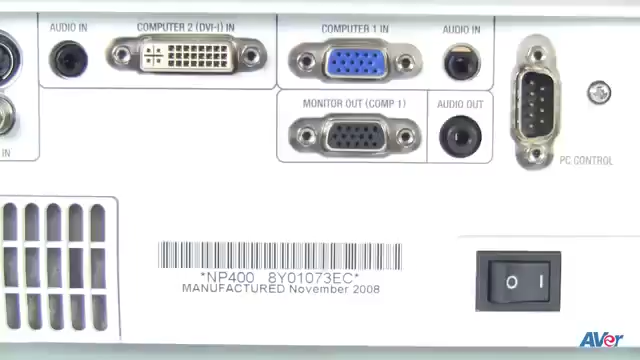 AUDIO IN
COMPUTER 2 (DVI-I) IN
COMPUTER 1 IN
AUDIO IN
MONITOR OUT (COMP 1)
AUDIO OUT
IN
PC CONTROL
*NP400 8Y01073EC*
MANUFACTURED November 2008
O I
AVer